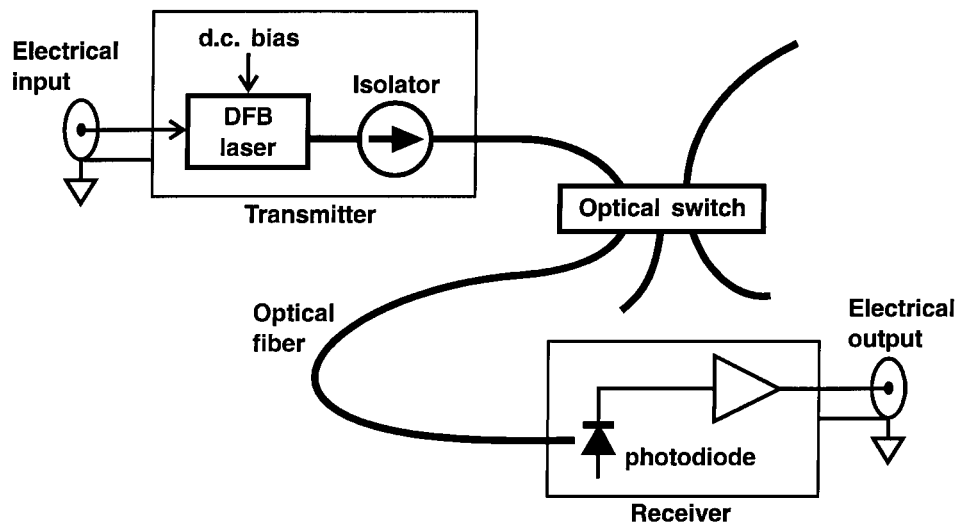 Electrical
input
d.c. bias
DFB
laser
Isolator
Transmitter
Optical switch
Optical
fiber
Electrical
output
photodiode
Receiver